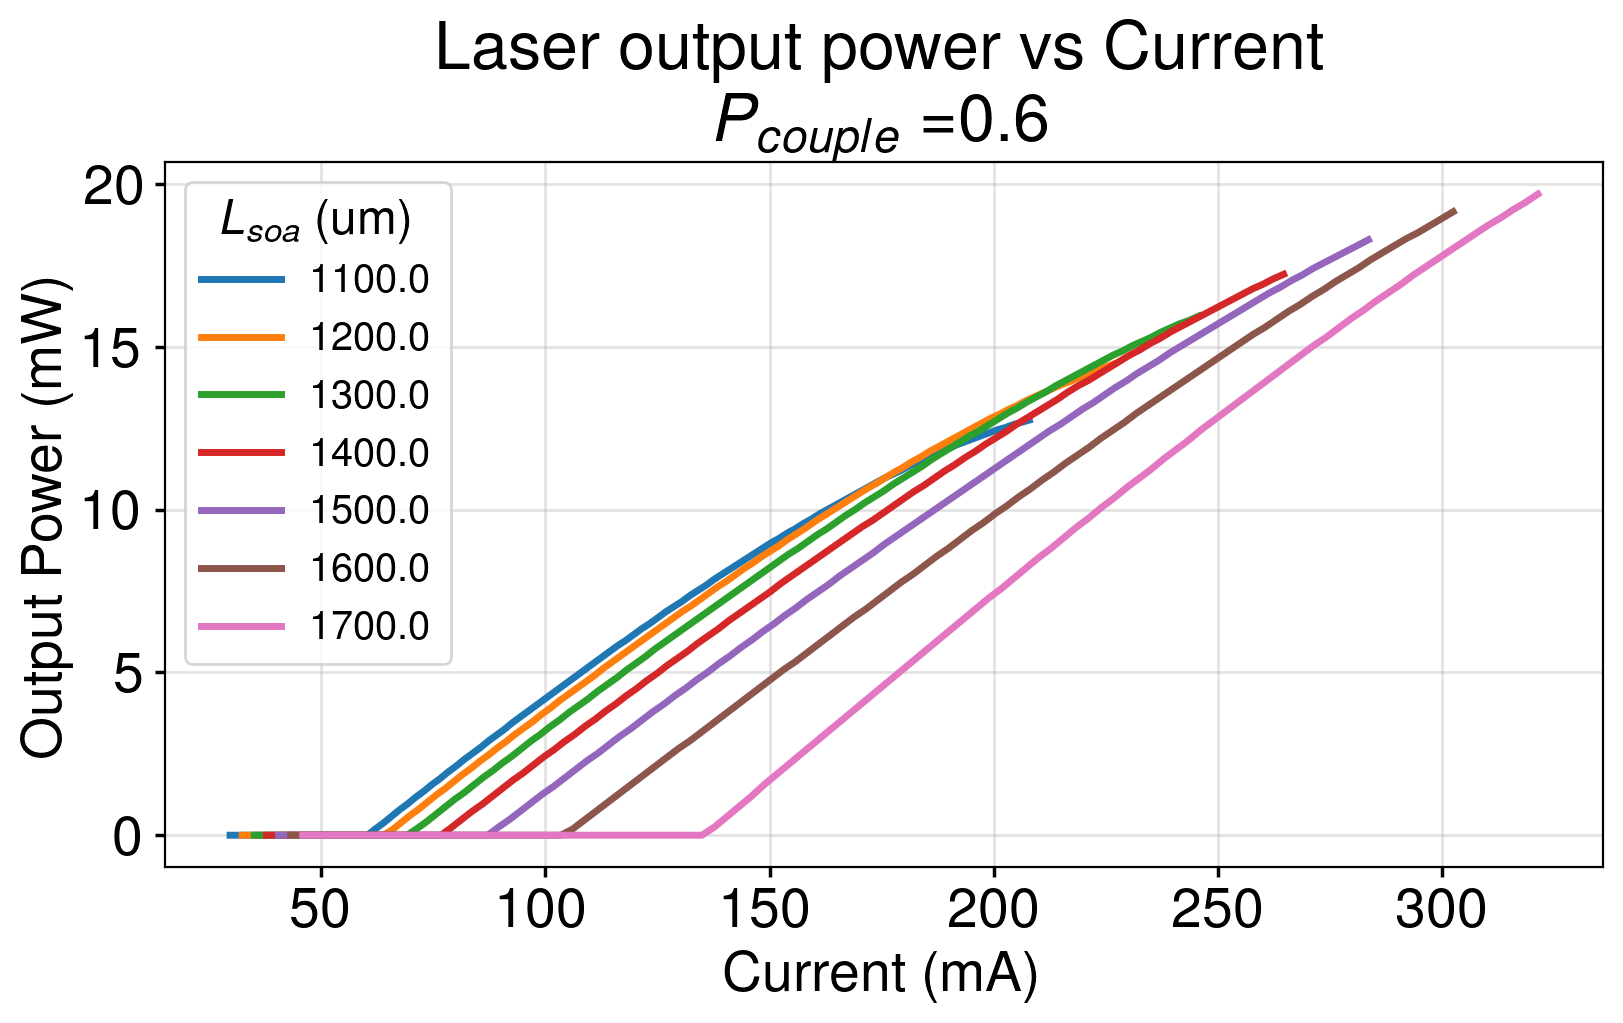 Laser output power vs Current
P_couple =0.6
20
15
10
5
0
Output Power (mW)
L_soa (um)
1100.0
1200.0
1300.0
1400.0
1500.0
1600.0
1700.0
50 100 150 200 250 300
Current (mA)